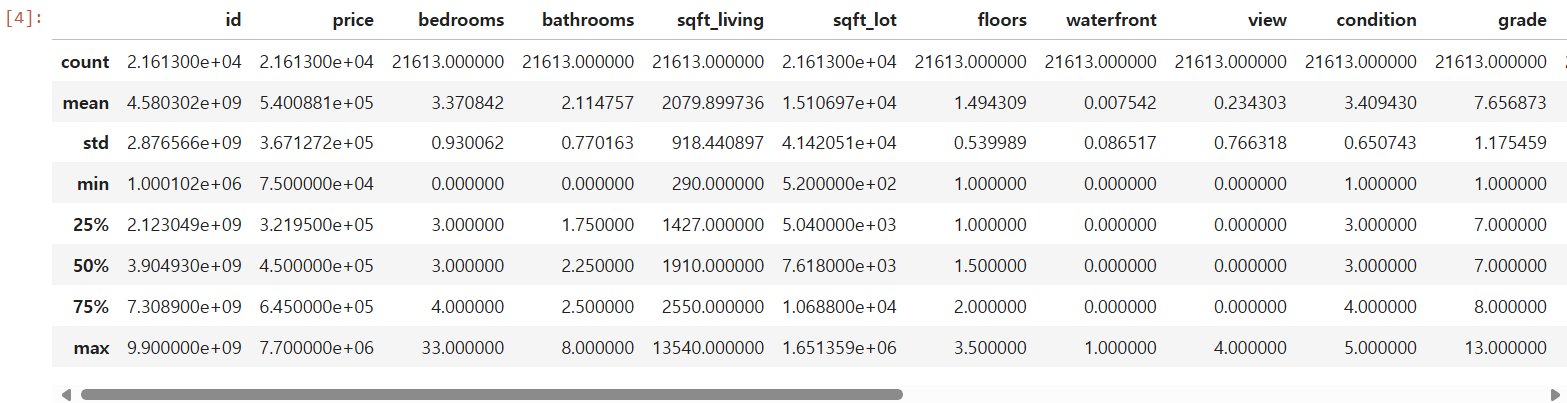 [4]: id price bedrooms bathrooms sqft_living sqft_lot floors waterfront view condition grade
count 2.161300e+04 2.161300e+04 21613.000000 21613.000000 21613.000000 2.161300e+04 21613.000000 21613.000000 21613.000000 21613.000000 21613.000000
mean 4.580302e+09 5.400881e+05 3.370842 2.114757 2079.899736 1.510697e+04 1.494309 0.007542 0.234303 3.409430 7.656873
std 2.876566e+09 3.671272e+05 0.930062 0.770163 918.440897 4.142051e+04 0.539989 0.086517 0.766318 0.650743 1.175459
min 1.000102e+06 7.500000e+04 0.000000 0.000000 290.000000 5.200000e+02 1.000000 0.000000 0.000000 1.000000 1.000000
25% 2.123049e+09 3.219500e+05 3.000000 1.750000 1427.000000 5.040000e+03 1.000000 0.000000 0.000000 3.000000 7.000000
50% 3.904930e+09 4.500000e+05 3.000000 2.250000 1910.000000 7.618000e+03 1.500000 0.000000 0.000000 3.000000 7.000000
75% 7.308900e+09 6.450000e+05 4.000000 2.500000 2550.000000 1.068800e+04 2.000000 0.000000 0.000000 4.000000 8.000000
max 9.900000e+09 7.700000e+06 33.000000 8.000000 13540.000000 1.651359e+06 3.500000 1.000000 4.000000 5.000000 13.000000